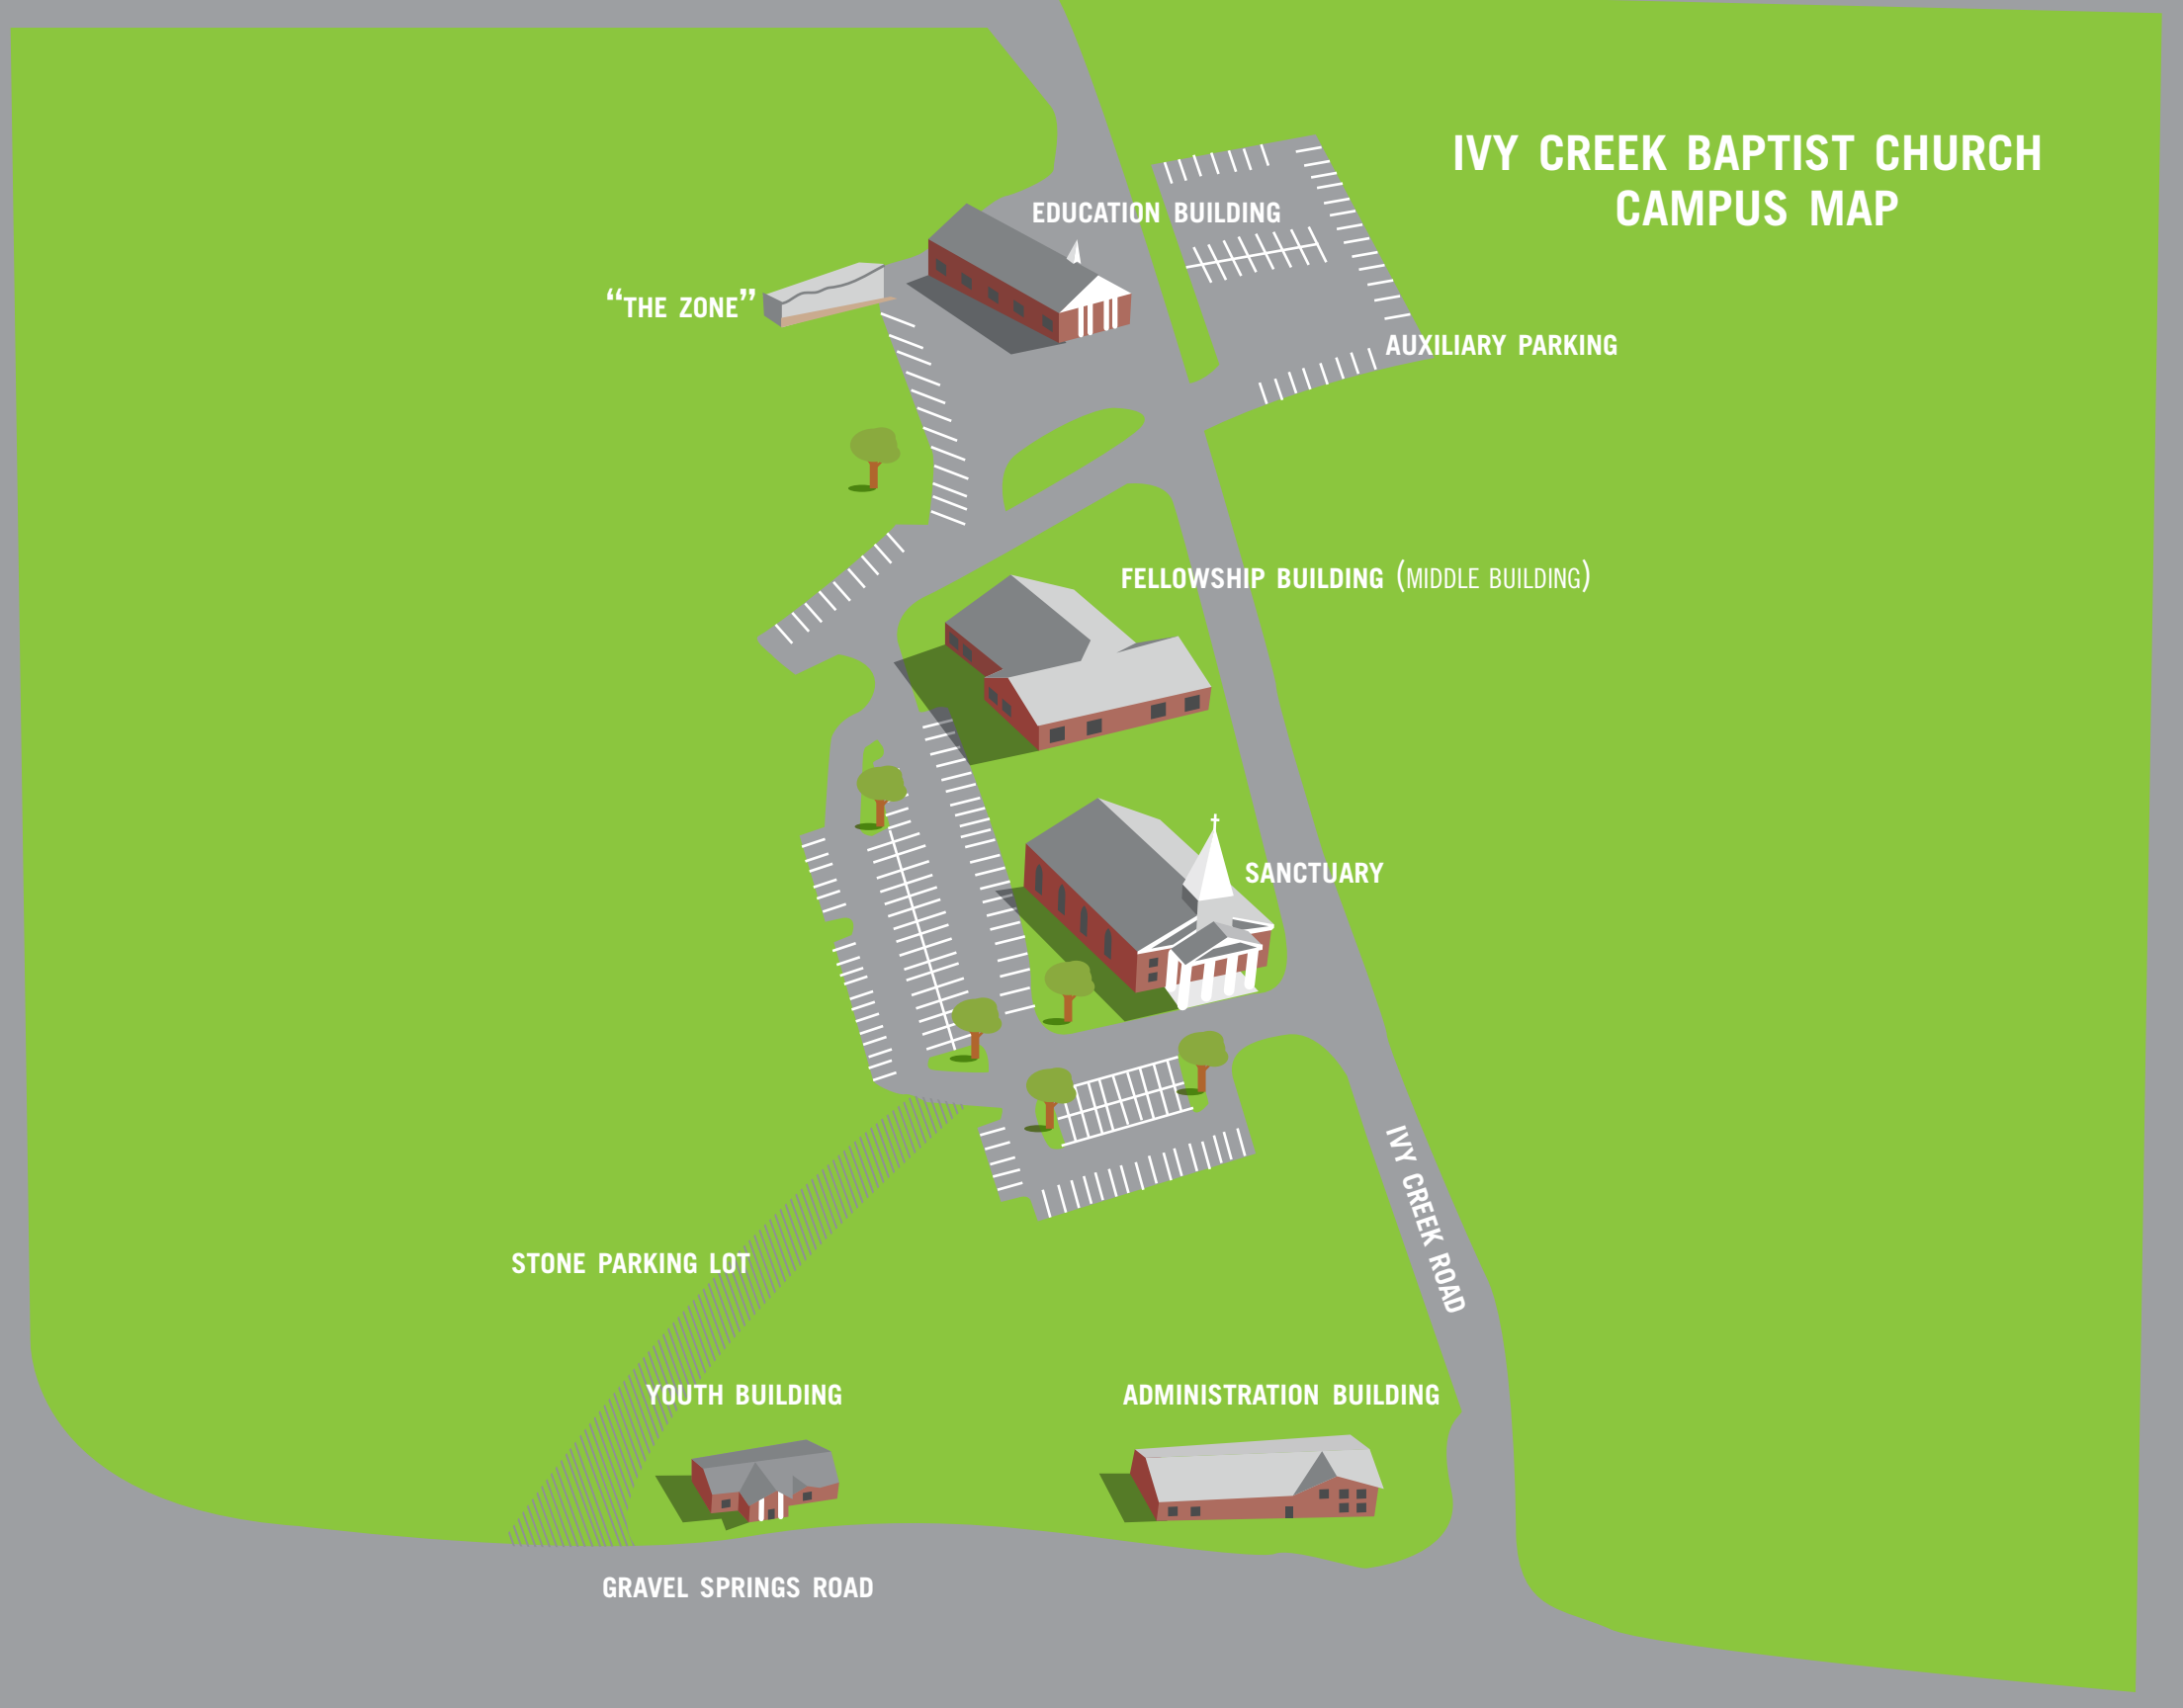 IVY CREEK BAPTIST CHURCH
CAMPUS MAP
EDUCATION BUILDING
“THE ZONE”
AUXILIARY PARKING
FELLOWSHIP BUILDING (MIDDLE BUILDING)
SANCTUARY
IVY CREEK ROAD
STONE PARKING LOT
YOUTH BUILDING
ADMINISTRATION BUILDING
GRAVEL SPRINGS ROAD